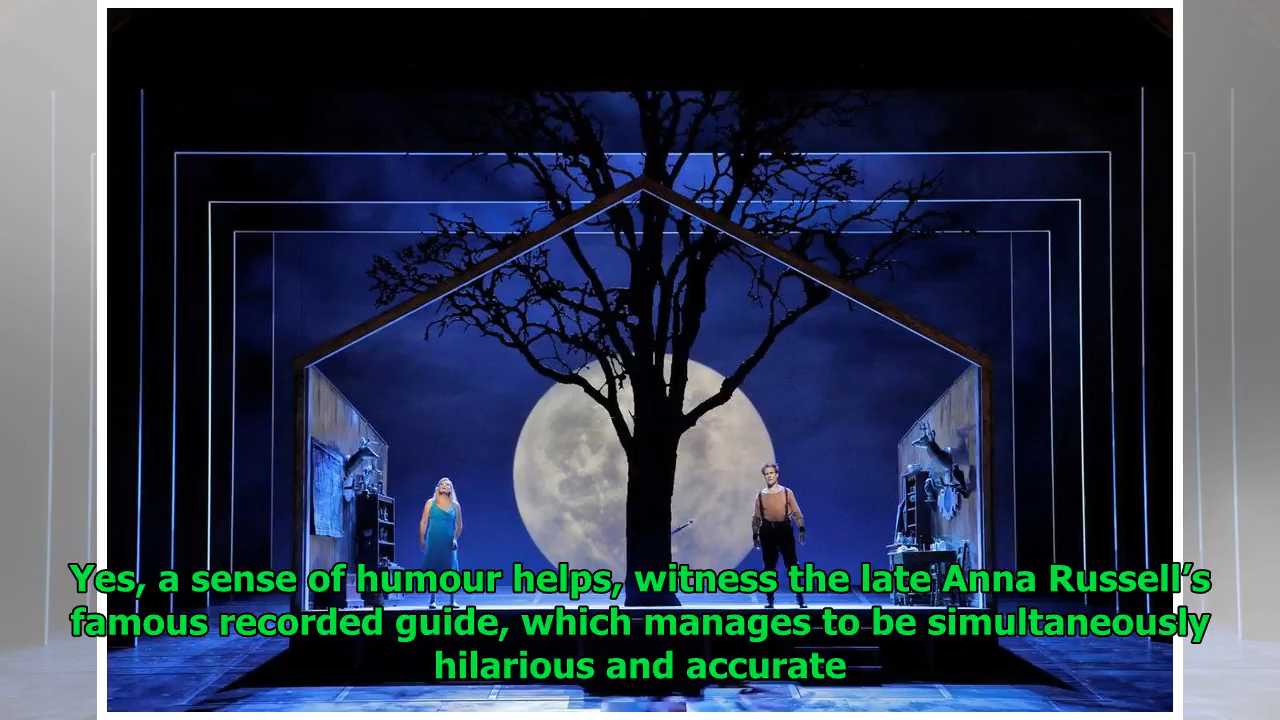 Yes, a sense of humour helps, witness the late Anna Russell’s
famous recorded guide, which manages to be simultaneously
hilarious and accurate